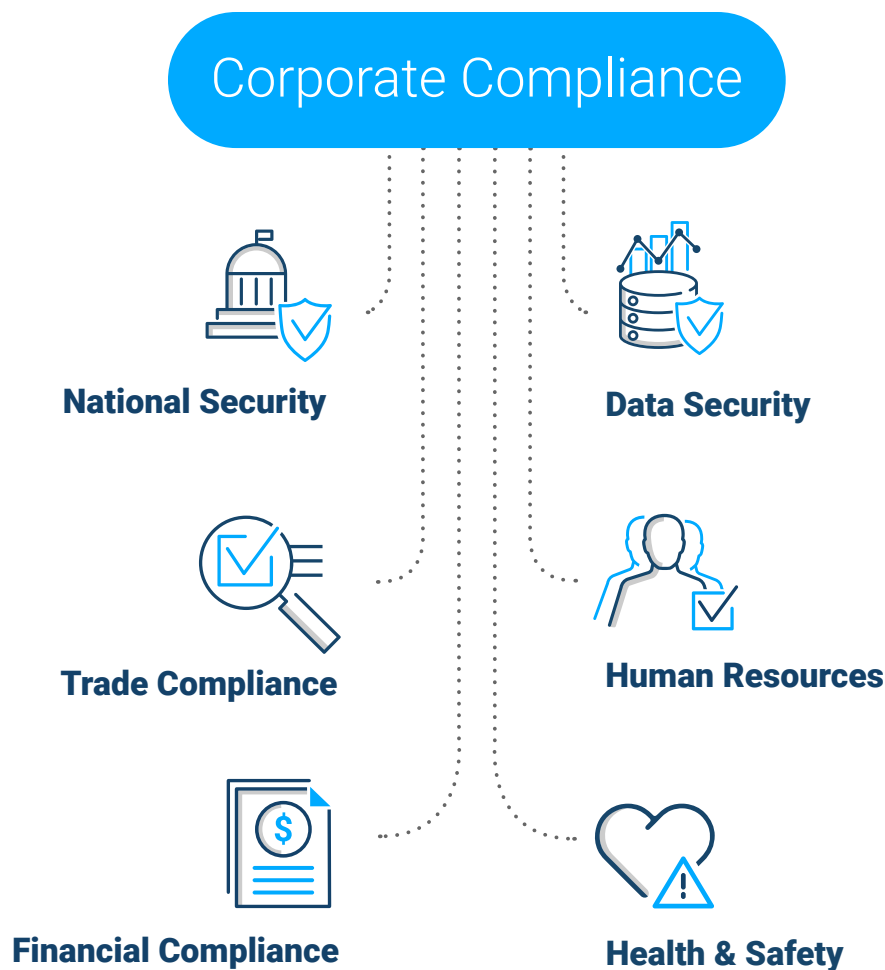 Corporate Compliance
National Security
Data Security
Trade Compliance
Human Resources
$
Financial Compliance
Health & Safety